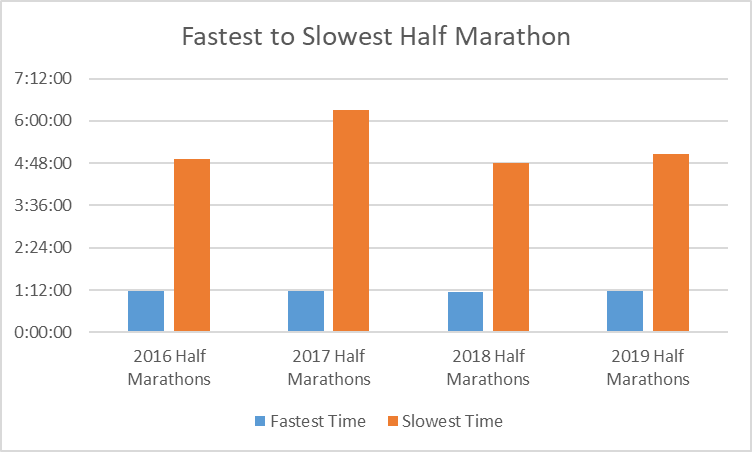 Fastest to Slowest Half Marathon
7:12:00
6:00:00
4:48:00
3:36:00
2:24:00
1:12:00
0:00:00
2016 Half
Marathons
2017 Half
Marathons
2018 Half
Marathons
2019 Half
Marathons
Fastest Time
Slowest Time